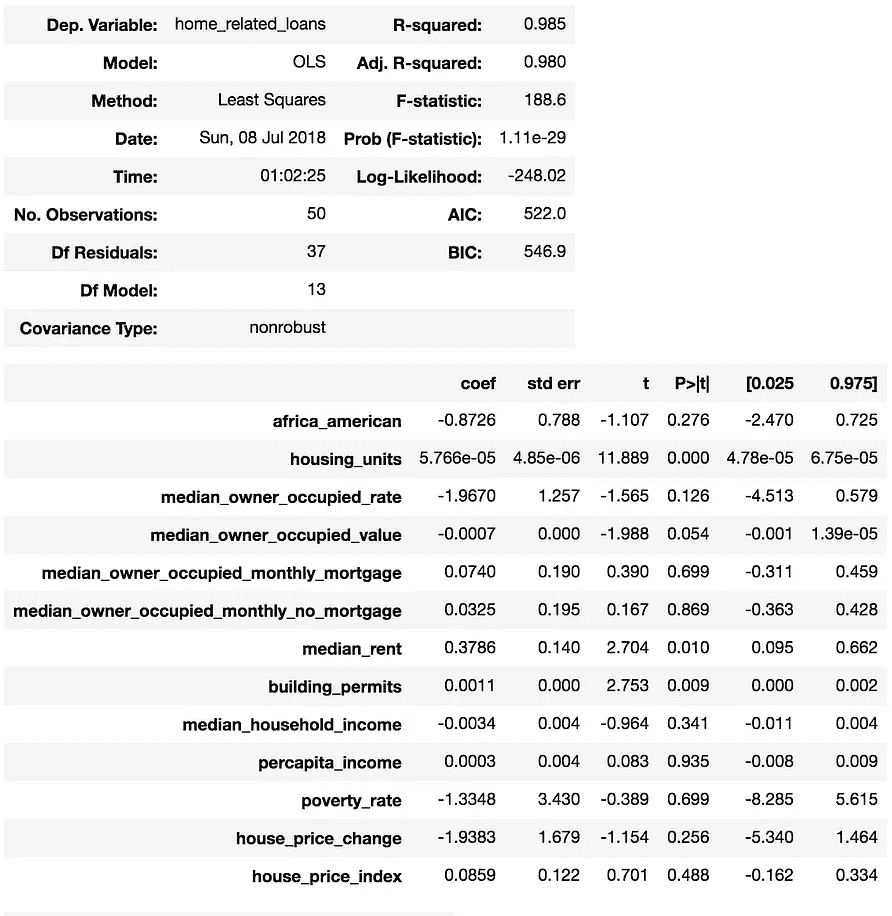 Dep. Variable: home_related_loans R-squared: 0.985
Model: OLS Adj. R-squared: 0.980
Method: Least Squares F-statistic: 188.6
Date: Sun, 08 Jul 2018 Prob (F-statistic): 1.11e-29
Time: 01:02:25 Log-Likelihood: -248.02
No. Observations: 50 AIC: 522.0
Df Residuals: 37 BIC: 546.9
Df Model: 13
Covariance Type: nonrobust
coef std err t P>|t| [0.025 0.975]
africa_american -0.8726 0.788 -1.107 0.276 -2.470 0.725
housing_units 5.766e-05 4.85e-06 11.889 0.000 4.78e-05 6.75e-05
median_owner_occupied_rate -1.9670 1.257 -1.565 0.126 -4.513 0.579
median_owner_occupied_value -0.0007 0.000 -1.988 0.054 -0.001 1.39e-05
median_owner_occupied_monthly_mortgage 0.0740 0.190 0.390 0.699 -0.311 0.459
median_owner_occupied_monthly_no_mortgage 0.0325 0.195 0.167 0.869 -0.363 0.428
median_rent 0.3786 0.140 2.704 0.010 0.095 0.662
building_permits 0.0011 0.000 2.753 0.009 0.000 0.002
median_household_income -0.0034 0.004 -0.964 0.341 -0.011 0.004
percapita_income 0.0003 0.004 0.083 0.935 -0.008 0.009
poverty_rate -1.3348 3.430 -0.389 0.699 -8.285 5.615
house_price_change -1.9383 1.679 -1.154 0.256 -5.340 1.464
house_price_index 0.0859 0.122 0.701 0.488 -0.162 0.334